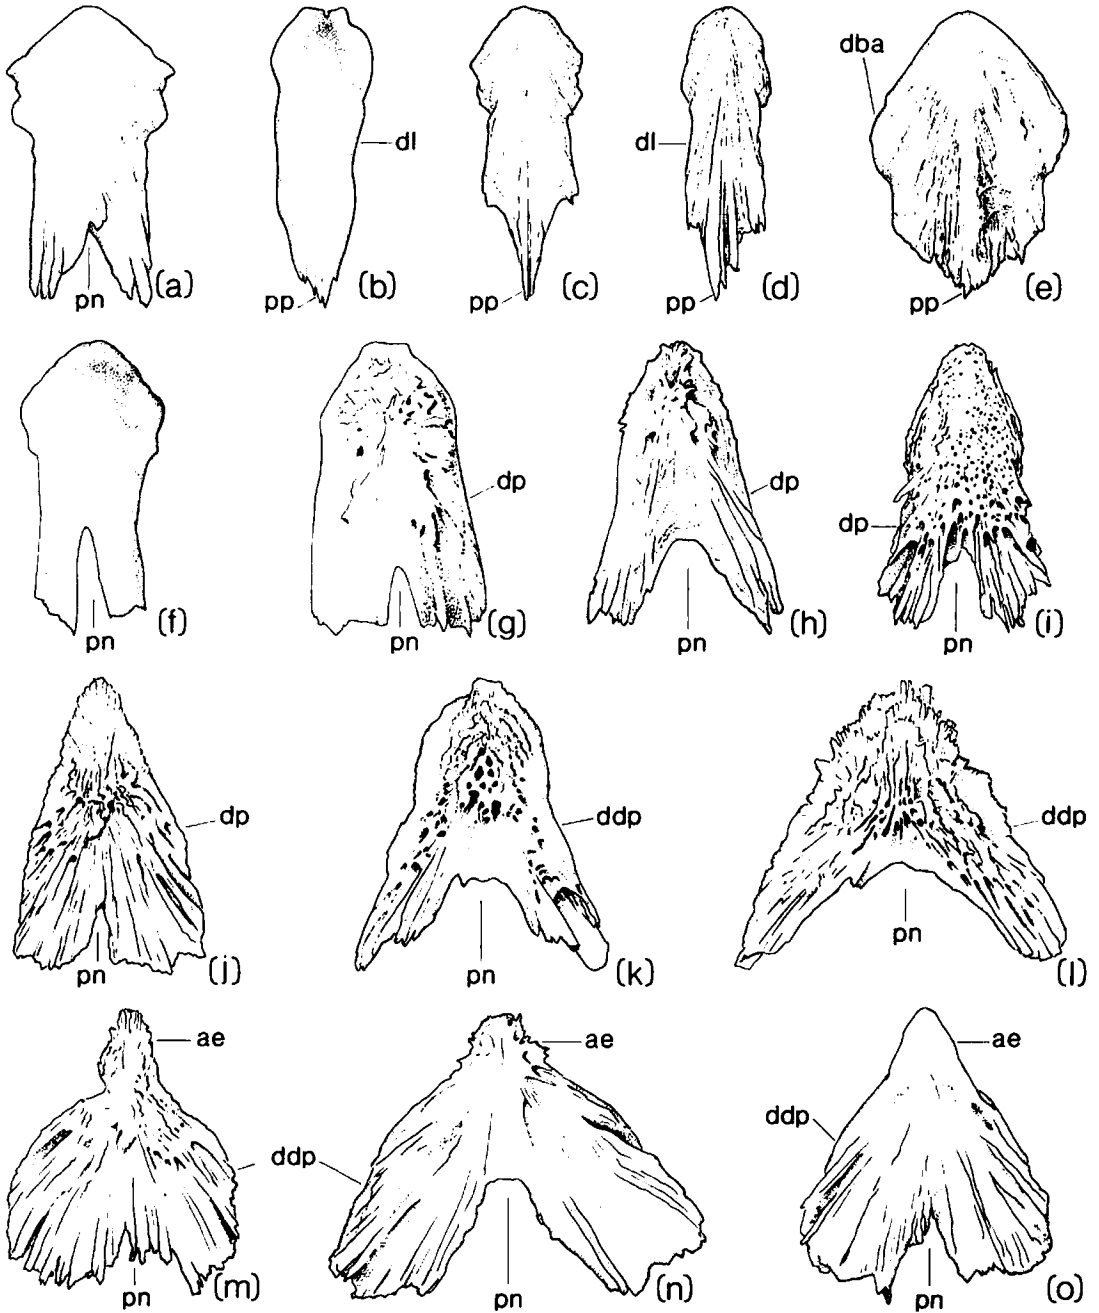 dba
dl
dl
pn (a)
pp (b)
pp (c)
pp (d)
pp (e)
dp
dp
dp
pn (f)
pn (g)
pn (h)
pn (i)
dp
ddp
ddp
pn (j)
pn (k)
pn (l)
ae
ae
ae
ddp
ddp
pn (m)
pn (n)
pn (o)